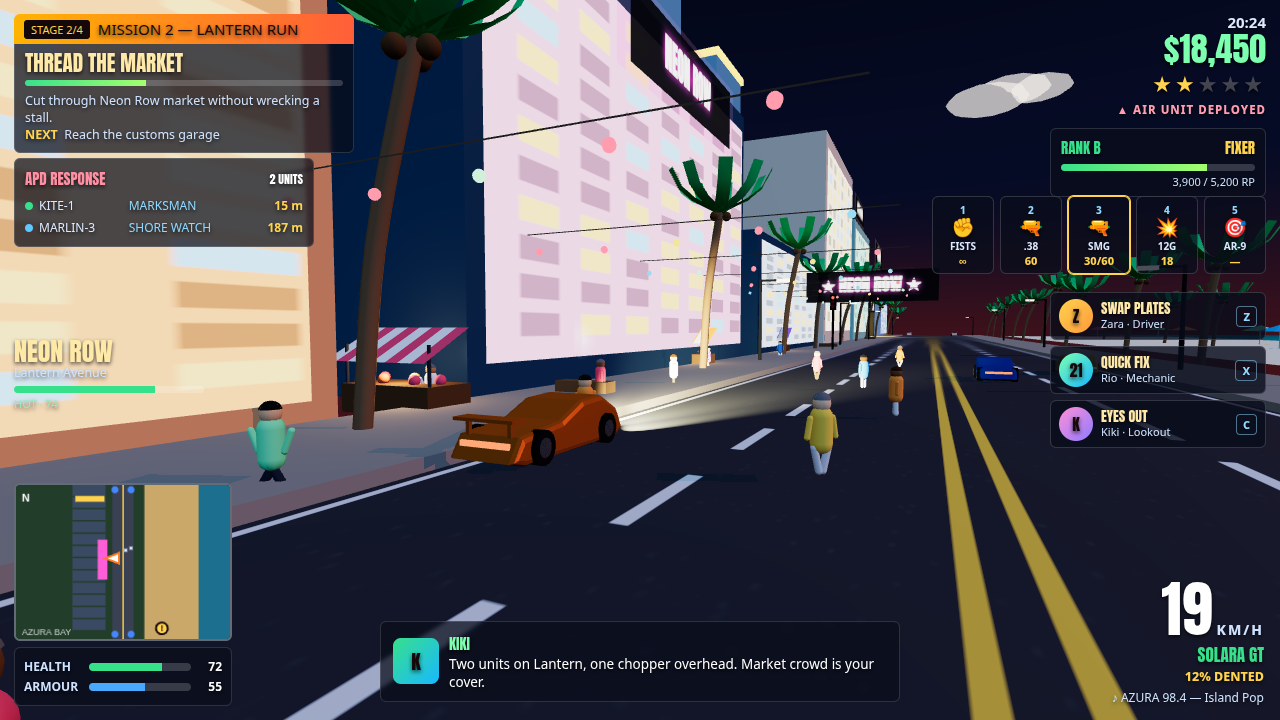 STAGE 2/4 MISSION 2 — LANTERN RUN
THREAD THE MARKET
Cut through Neon Row market without wrecking a
stall.
NEXT Reach the customs garage
APD RESPONSE 2 UNITS
KITE-1 MARKSMAN 15 m
MARLIN-3 SHORE WATCH 187 m
NEON ROW
Lantern Avenue
N
AZURA BAY
HEALTH 72
ARMOUR 55
NEON ROW
★ NEON ROW ★
20:24
$18,450
★★★★★
▲ AIR UNIT DEPLOYED
RANK B FIXER
3,900 / 5,200 RP
1 FISTS ∞
2 .38 60
3 SMG 30/60
4 12G 18
5 AR-9 —
Z SWAP PLATES Z
Zara · Driver
21 QUICK FIX X
Rio · Mechanic
K EYES OUT C
Kiki · Lookout
K KIKI
Two units on Lantern, one chopper overhead. Market crowd is your
cover.
19 KM/H
SOLARA GT
12% DENTED
♪ AZURA 98.4 — Island Pop